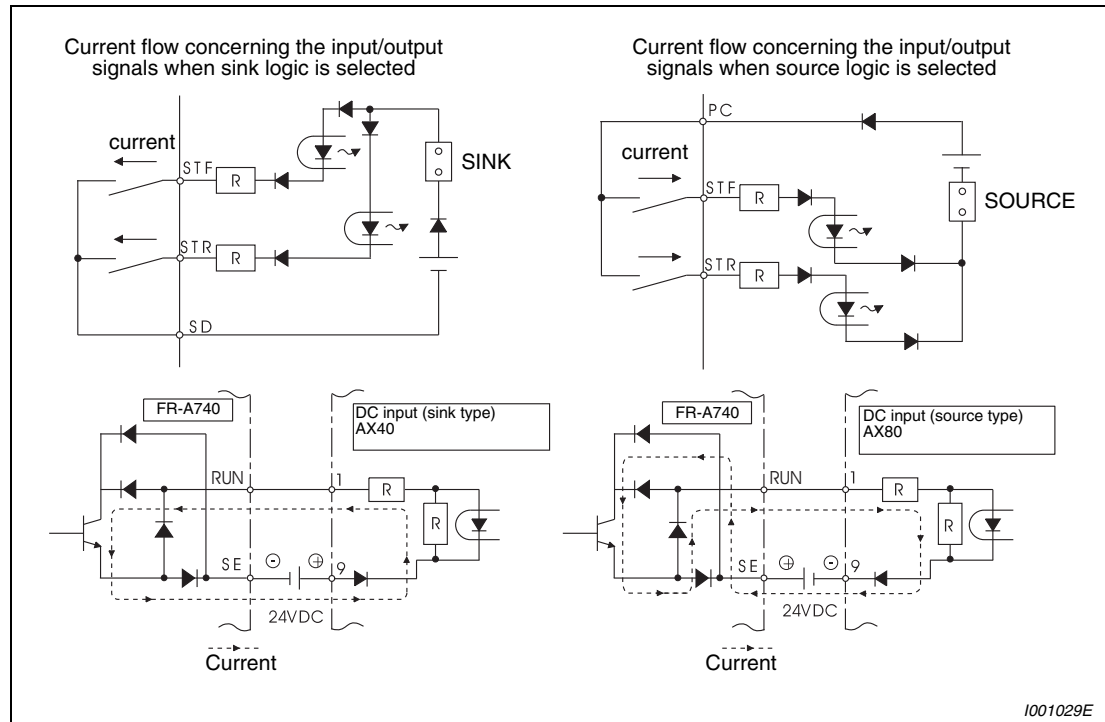 Current flow concerning the input/output
signals when sink logic is selected
current
STF
R
SINK
STR
R
SD
Current flow concerning the input/output
signals when source logic is selected
PC
current
STF
R
SOURCE
STR
R
FR-A740
DC input (sink type)
AX40
RUN
1
R
R
SE
9
24VDC
Current
FR-A740
DC input (source type)
AX80
RUN
1
R
R
SE
9
24VDC
Current
I001029E